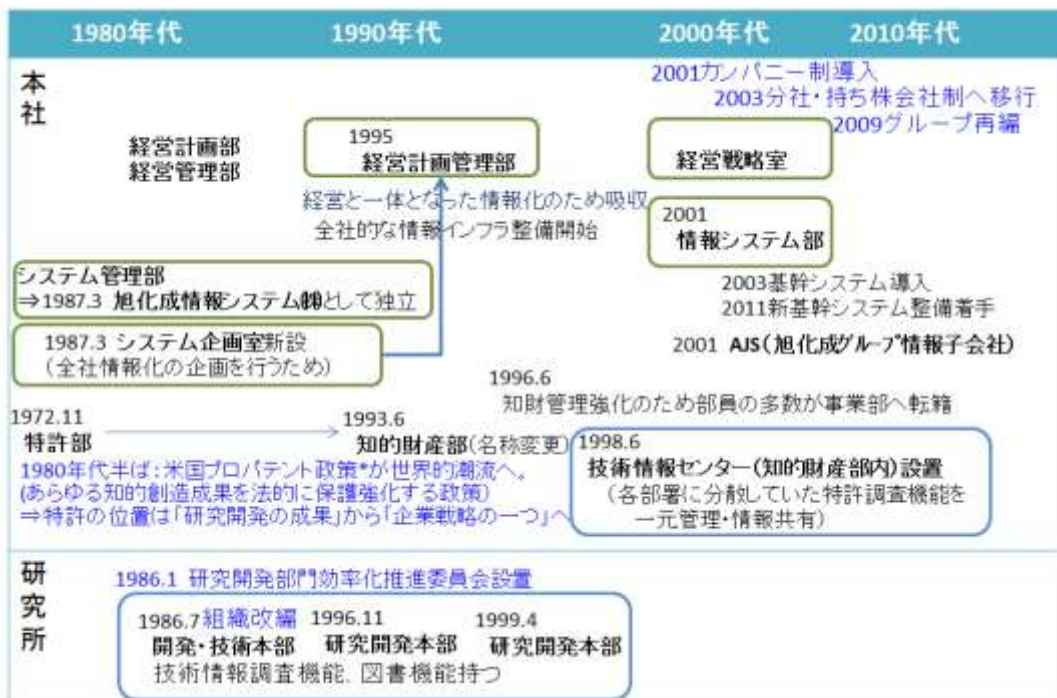 1980年代 1990年代 2000年代 2010年代
本社
2001カンパニー制導入
2003分社・持ち株会社制へ移行
2009グループ再編
経営計画部
経営管理部
1995
経営計画管理部
経営戦略室
経営と一体となった情報化のため吸収
全社的な情報インフラ整備開始
2001
情報システム部
システム管理部
⇒1987.3 旭化成情報システム㈱として独立
2003基幹システム導入
2011新基幹システム整備着手
1987.3 システム企画室新設
(全社情報化の企画を行うため)
2001 AJS(旭化成グループ情報子会社)
1996.6
知財管理強化のため部員の多数が事業部へ転籍
1972.11
特許部
1993.6
知的財産部(名称変更)
1980年代半ば:米国プロパテント政策*が世界的潮流へ。
(あらゆる知的創造成果を法的に保護強化する政策)
⇒特許の位置は「研究開発の成果」から「企業戦略の一つ」へ
1998.6
技術情報センター(知的財産部内)設置
(各部署に分散していた特許調査機能を
一元管理・情報共有)
研究所
1986.1 研究開発部門効率化推進委員会設置
1986.7組織改編 1996.11 1999.4
開発・技術本部 研究開発本部 研究開発本部
技術情報調査機能、図書機能持つ